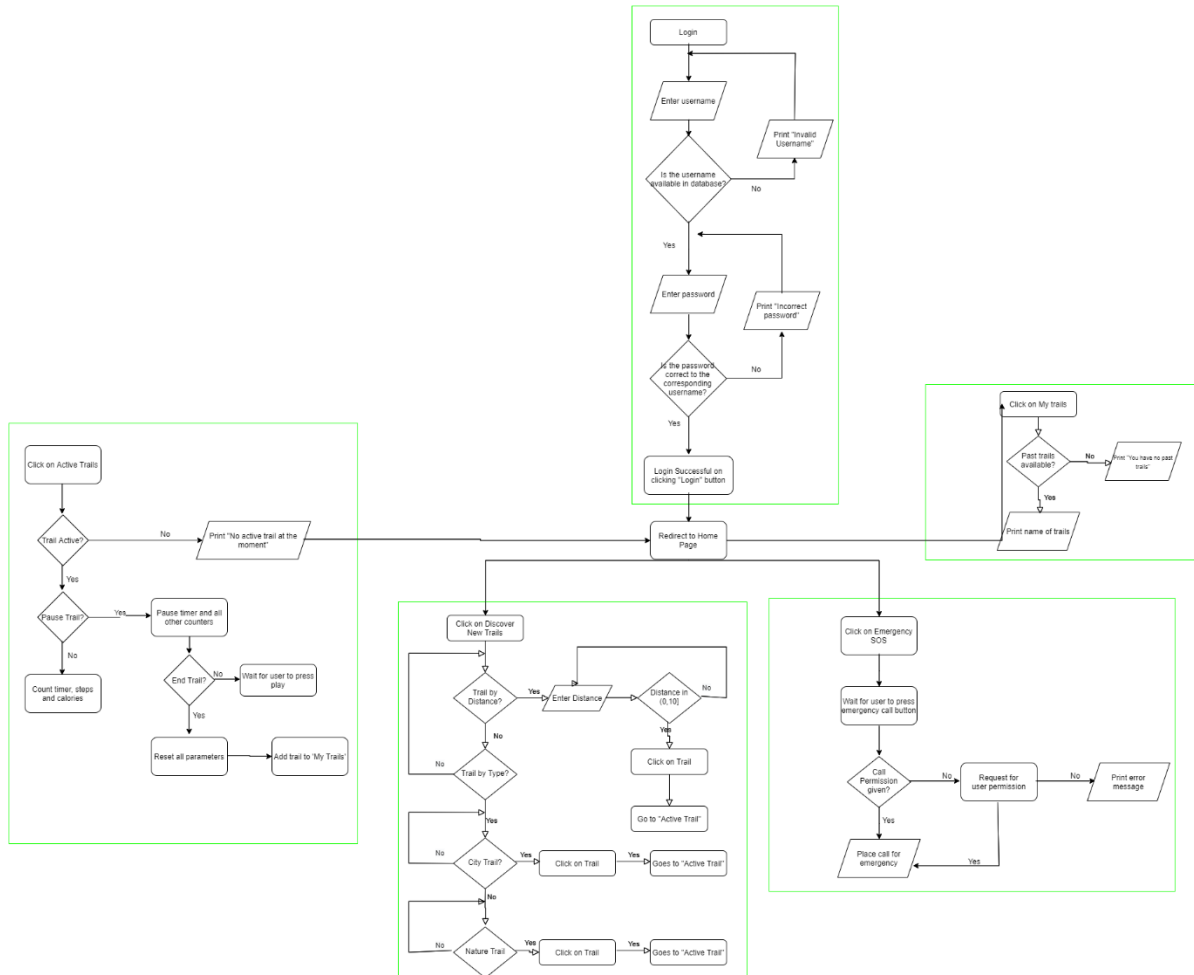 Login
Enter username
Print "Invalid
Username"
Is the username
available in database?
No
Yes
Enter password
Print "Incorrect
password"
Is the password
correct to the
corresponding
username?
No
Yes
Login Successful on
clicking "Login" button
Redirect to Home
Page
Click on My trails
Past trails
available?
No
Print "You have no past
trails"
Yes
Print name of trails
Click on Active Trails
Trail Active?
No
Print "No active trail at the
moment"
Yes
Pause Trail?
Yes
Pause timer and all
other counters
No
Count timer, steps
and calories
End Trail?
No
Wait for user to press
play
Yes
Reset all parameters
Add trail to 'My Trails'
Click on Discover
New Trails
Trail by
Distance?
Yes
Enter Distance
Distance in
(0,10]
No
Yes
Click on Trail
Go to "Active Trail"
No
Trail by Type?
No
Yes
City Trail?
No
Yes
Click on Trail
Yes
Goes to "Active Trail"
No
Nature Trail
No
Yes
Click on Trail
Yes
Goes to "Active Trail"
Click on Emergency
SOS
Wait for user to press
emergency call button
Call
Permission
given?
No
Request for
user permission
No
Print error
message
Yes
Yes
Place call for
emergency